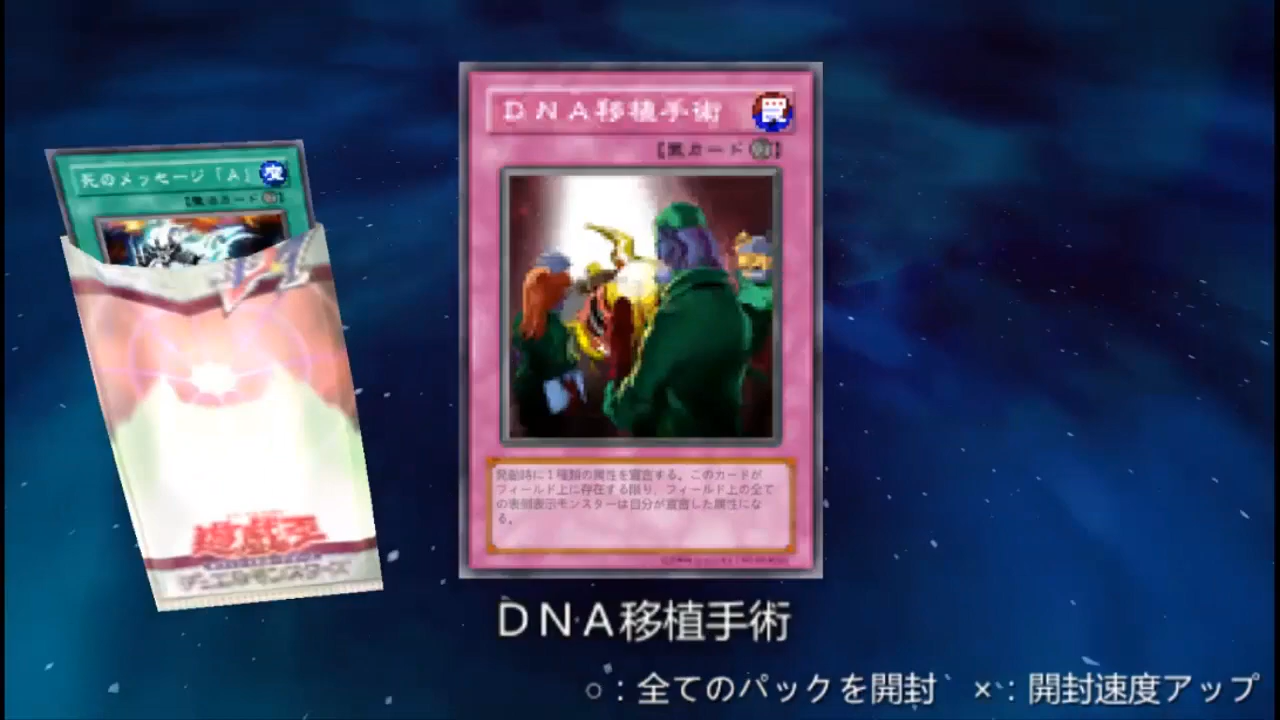 DNA移植手術
罠
【罠カード】
発動時に1種類の属性を宣言する。このカードが
フィールド上に存在する限り、フィールド上の全て
の表側表示モンスターは自分が宣言した属性にな
る。
死のメッセージ「A」
【魔法カード】
遊戯王
デュエルモンスターズ
DNA移植手術
○:全てのパックを開封 ×:開封速度アップ